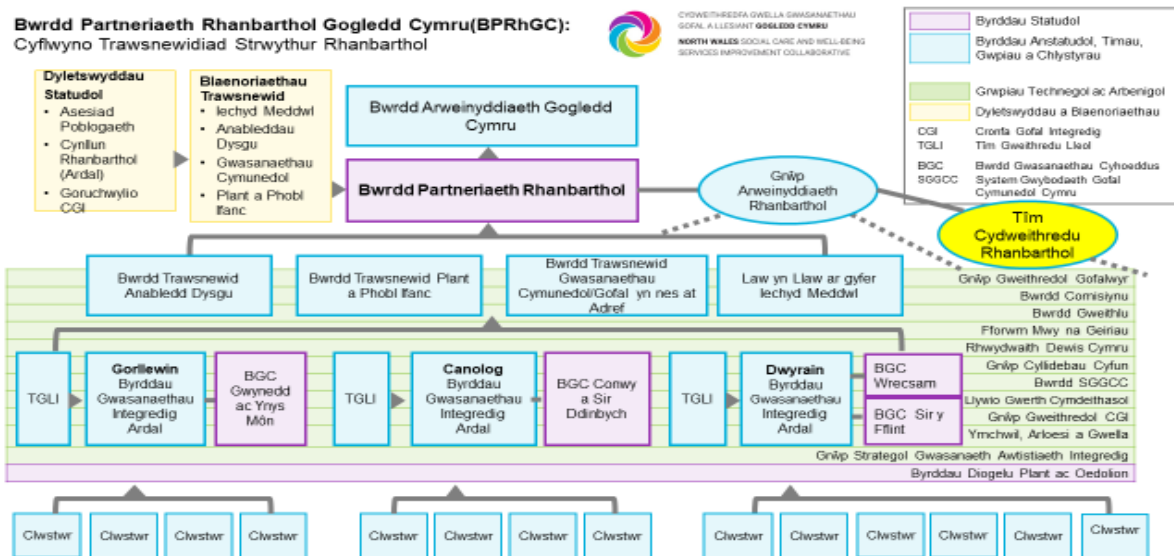 Bwrdd Partneriaeth Rhanbarthol Gogledd Cymru(BPRhGC):
Cyflwyno Trawsnewidiad Strwythur Rhanbarthol
CYDWEITHREDFA GWELLA GWASANAETHAU
GOFAL A LLESIANT GOGLEDD CYMRU
NORTH WALES SOCIAL CARE AND WELL-BEING
SERVICES IMPROVEMENT COLLABORATIVE
Byrddau Statudol
Byrddau Anstatudol, Timau,
Gwpiau a Chlystyrau
Grwpiau Technegol ac Arbenigol
Dyletswyddau a Blaenoriaethau
CGI Cronfa Gofal Integredig
TGLI Tîm Gweithredu Lleol
BGC Bwrdd Gwasanaethau Cyhoeddus
SGGCC System Gwybodaeth Gofal
Cymunedol Cymru
Dyletswyddau
Statudol
• Asesiad
Poblogaeth
• Cynllun
Rhanbarthol
(Ardal)
• Goruchwylio
CGI
Blaenoriaethau
Trawsnewid
• Iechyd Meddwl
• Anableddau
Dysgu
• Gwasanaethau
Cymunedol
• Plant a Phobl
Ifanc
Bwrdd Arweinyddiaeth Gogledd
Cymru
Bwrdd Partneriaeth Rhanbarthol
Grŵp
Arweinyddiaeth
Rhanbarthol
Tîm
Cydweithredu
Rhanbarthol
Bwrdd Trawsnewid
Anabledd Dysgu
Bwrdd Trawsnewid Plant
a Phobl Ifanc
Bwrdd Trawsnewid
Gwasanaethau
Cymunedol/Gofal yn nes at
Adref
Law yn Llaw ar gyfer
Iechyd Meddwl
Grŵp Gweithredol Gofalwyr
Bwrdd Comisiynu
Bwrdd Gweithlu
Fforwm Mwy na Geiriau
Rhwydwaith Dewis Cymru
Grŵp Cyllidebau Cyfun
Bwrdd SGGCC
Llywio Gwerth Cymdeithasol
Grŵp Gweithredol CGI
Ymchwil, Arloesi a Gwella
Grŵp Strategol Gwasanaeth Awtistiaeth Integredig
Byrddau Diogelu Plant ac Oedolion
TGLI
Gorllewin
Byrddau
Gwasanaethau
Integredig
Ardal
BGC
Gwynedd
ac Ynys
Môn
TGLI
Canolog
Byrddau
Gwasanaethau
Integredig
Ardal
BGC Conwy
a Sir
Ddinbych
TGLI
Dwyrain
Byrddau
Gwasanaethau
Integredig
Ardal
BGC
Wrecsam
BGC Sir y
Fflint
Clwstwr
Clwstwr
Clwstwr
Clwstwr
Clwstwr
Clwstwr
Clwstwr
Clwstwr
Clwstwr
Clwstwr
Clwstwr
Clwstwr
Clwstwr
Clwstwr